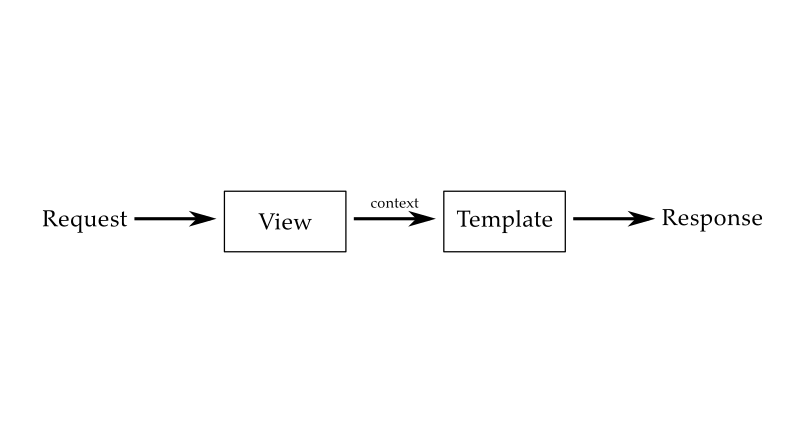 Request
View
context
Template
Response